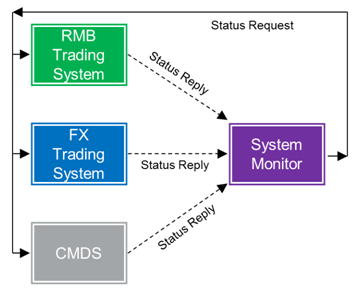 Status Request
RMB
Trading
System
Status Reply
FX
Trading
System
Status Reply
System
Monitor
CMDS
Status Reply